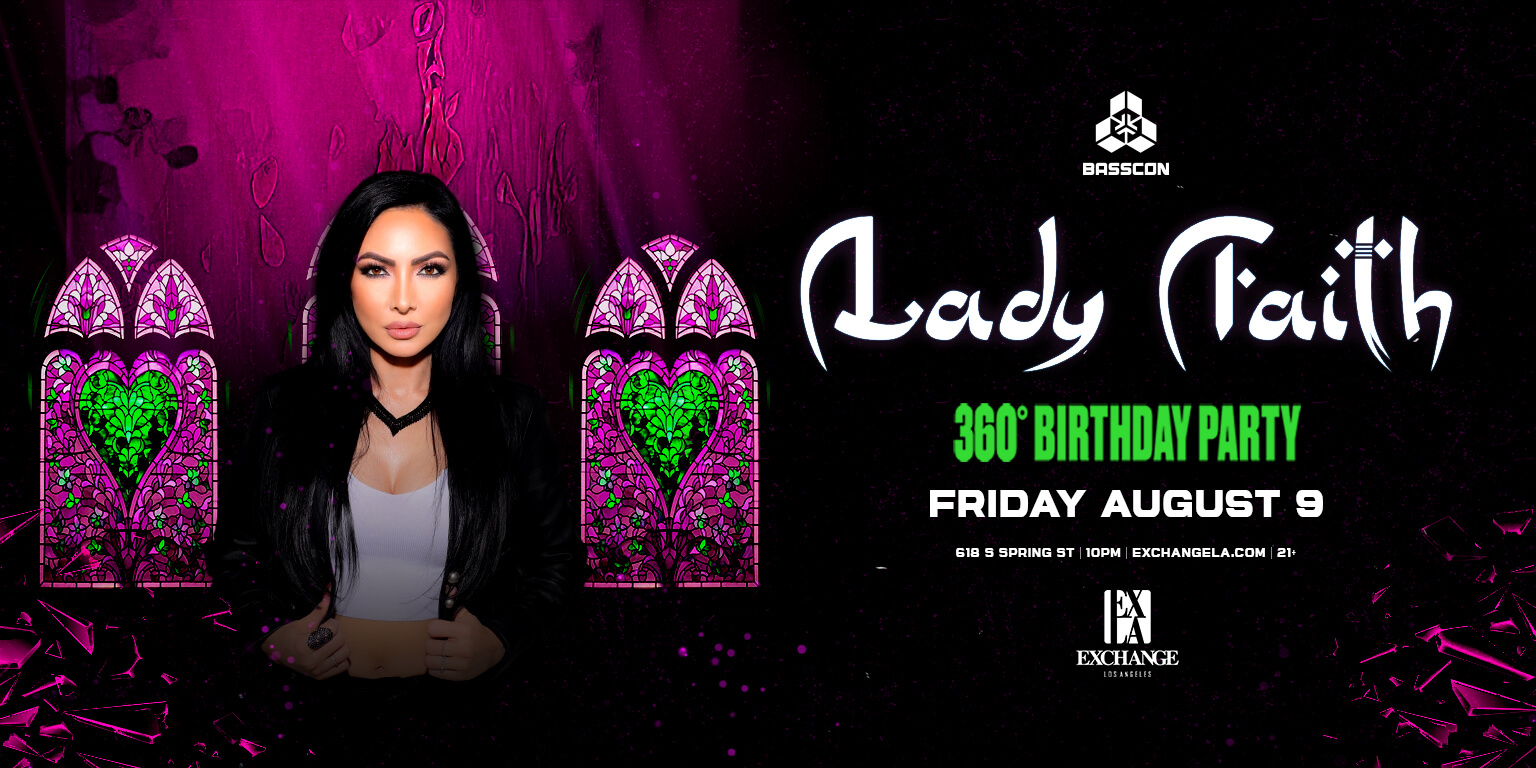 BASSCON
Lady Faith
360° BIRTHDAY PARTY
FRIDAY AUGUST 9
618 S SPRING ST | 10PM | EXCHANGELA.COM | 21+
EX
LA
EXCHANGE
LOS ANGELES